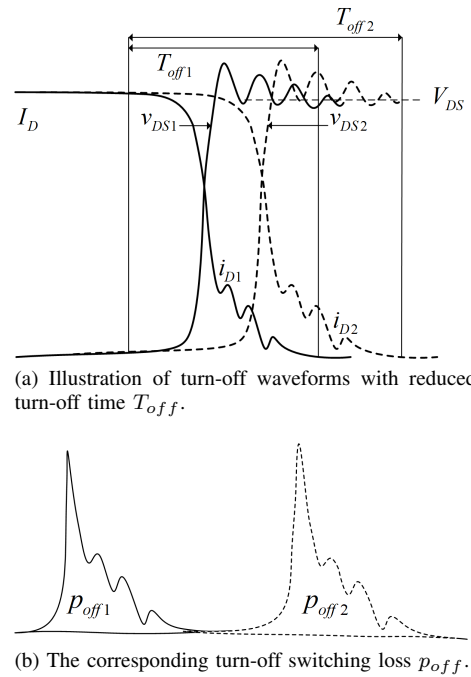 T_off2
T_off1
V_DS
I_D
v_DS1
v_DS2
i_D1
i_D2
(a) Illustration of turn-off waveforms with reduced
turn-off time T_off.
p_off1
p_off2
(b) The corresponding turn-off switching loss p_off.